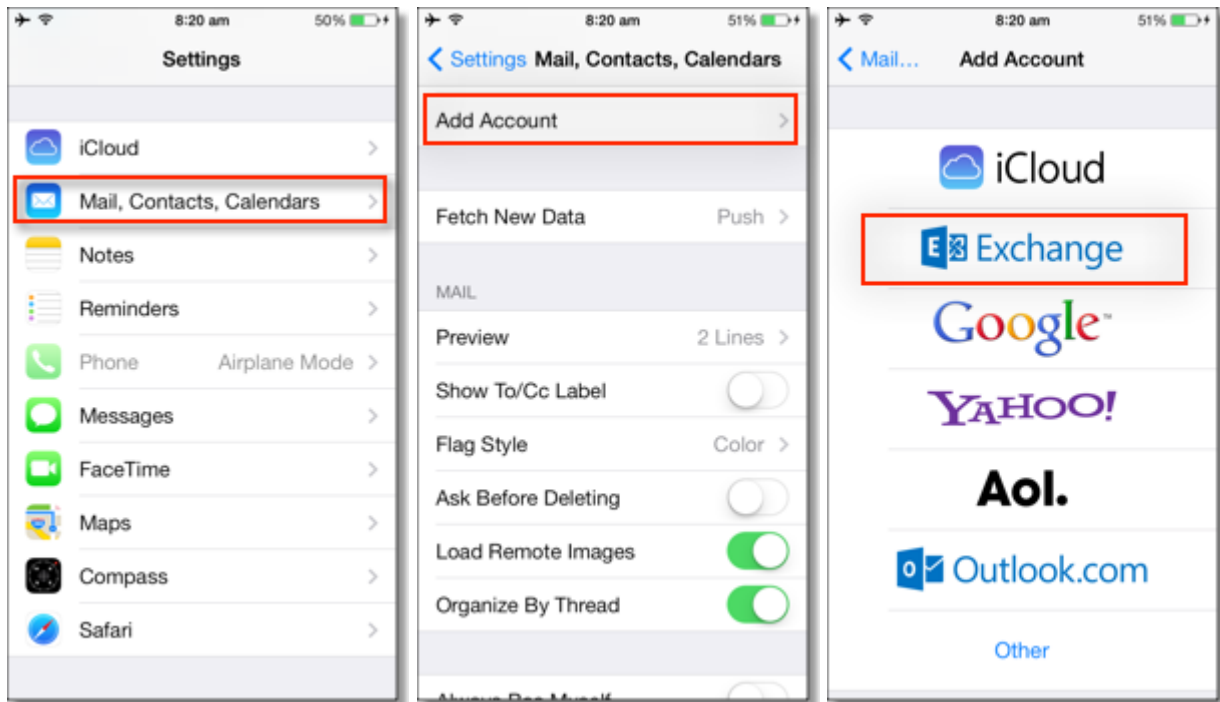 8:20 am 50%
Settings
iCloud
Mail, Contacts, Calendars
Notes
Reminders
Phone Airplane Mode
Messages
FaceTime
Maps
Compass
Safari
8:20 am 51%
Settings Mail, Contacts, Calendars
Add Account
Fetch New Data Push
MAIL
Preview 2 Lines
Show To/Cc Label
Flag Style Color
Ask Before Deleting
Load Remote Images
Organize By Thread
8:20 am 51%
Mail... Add Account
iCloud
E Exchange
Google™
YAHOO!
Aol.
o Outlook.com
Other